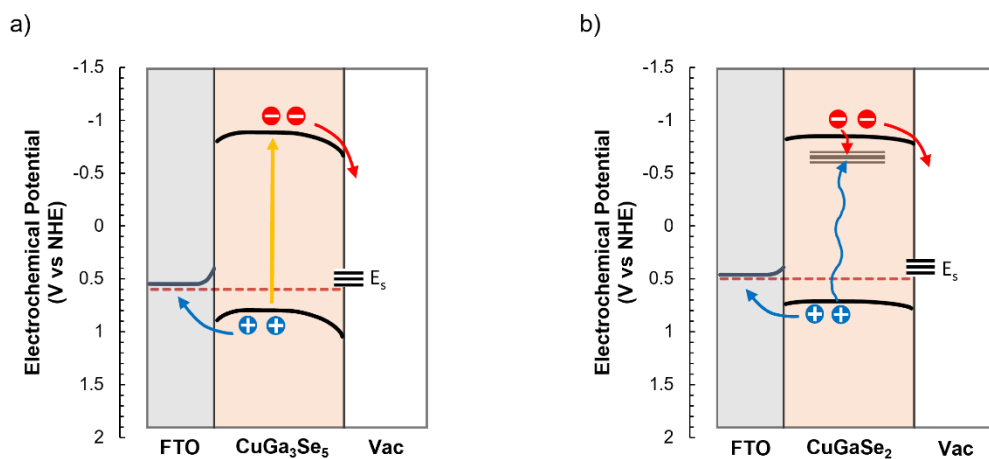 a)
Electrochemical Potential
(V vs NHE)
-1.5
-1
-0.5
0
0.5
1
1.5
2
E_s
FTO CuGa₃Se₅ Vac
b)
Electrochemical Potential
(V vs NHE)
-1.5
-1
-0.5
0
0.5
1
1.5
2
E_s
FTO CuGaSe₂ Vac